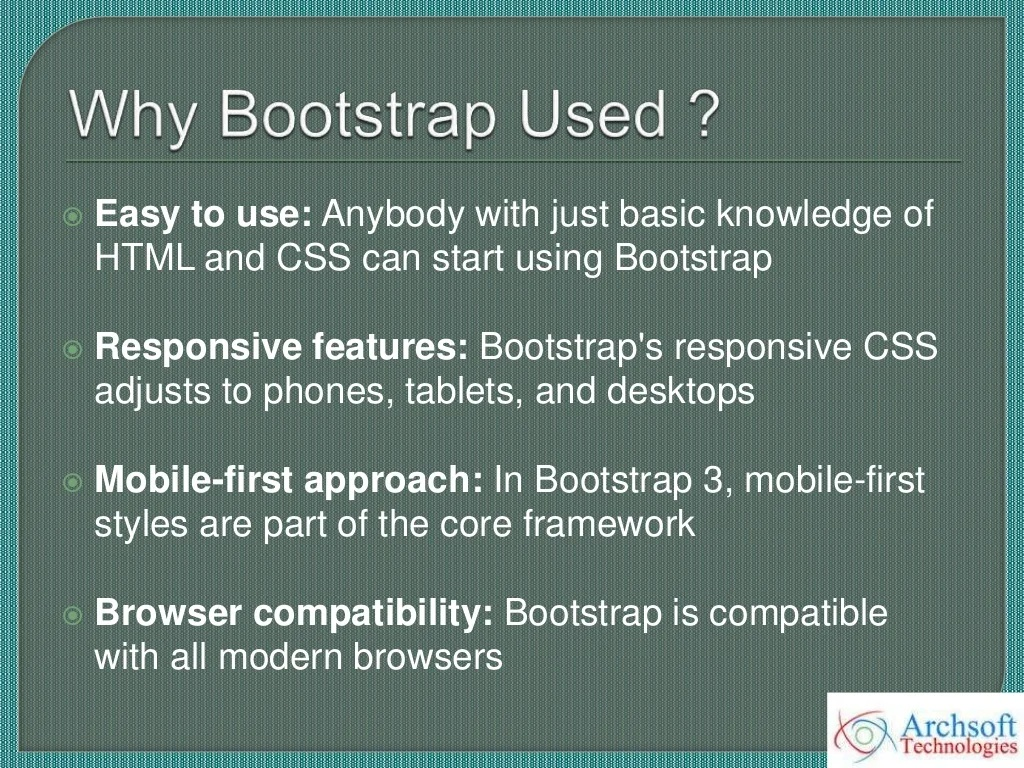 Why Bootstrap Used ?
Easy to use: Anybody with just basic knowledge of
HTML and CSS can start using Bootstrap
Responsive features: Bootstrap's responsive CSS
adjusts to phones, tablets, and desktops
Mobile-first approach: In Bootstrap 3, mobile-first
styles are part of the core framework
Browser compatibility: Bootstrap is compatible
with all modern browsers
Archsoft
Technologies